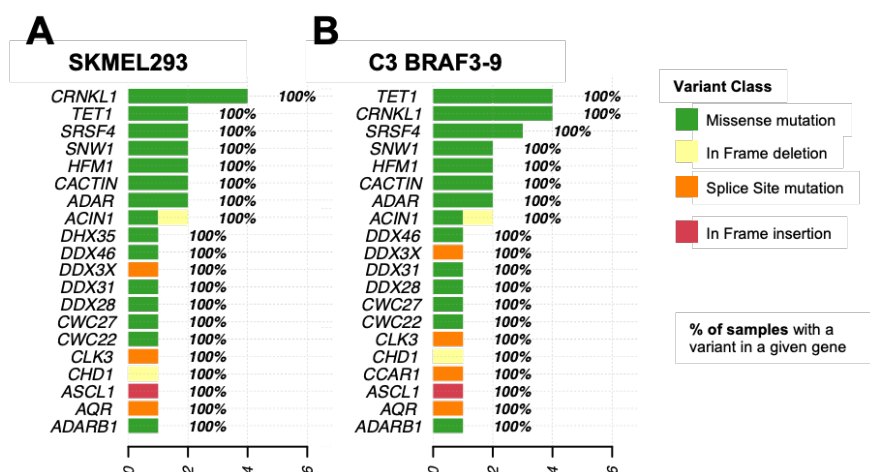 A
SKMEL293
CRNKL1 100%
TET1 100%
SRSF4 100%
SNW1 100%
HFM1 100%
CACTIN 100%
ADAR 100%
ACIN1 100%
DHX35 100%
DDX46 100%
DDX3X 100%
DDX31 100%
DDX28 100%
CWC27 100%
CWC22 100%
CLK3 100%
CHD1 100%
ASCL1 100%
AQR 100%
ADARB1 100%
0 2 4 6
B
C3 BRAF3-9
TET1 100%
CRNKL1 100%
SRSF4 100%
SNW1 100%
HFM1 100%
CACTIN 100%
ADAR 100%
ACIN1 100%
DDX46 100%
DDX3X 100%
DDX31 100%
DDX28 100%
CWC27 100%
CWC22 100%
CLK3 100%
CHD1 100%
CCAR1 100%
ASCL1 100%
AQR 100%
ADARB1 100%
0 2 4 6
Variant Class
Missense mutation
In Frame deletion
Splice Site mutation
In Frame insertion
% of samples with a
variant in a given gene